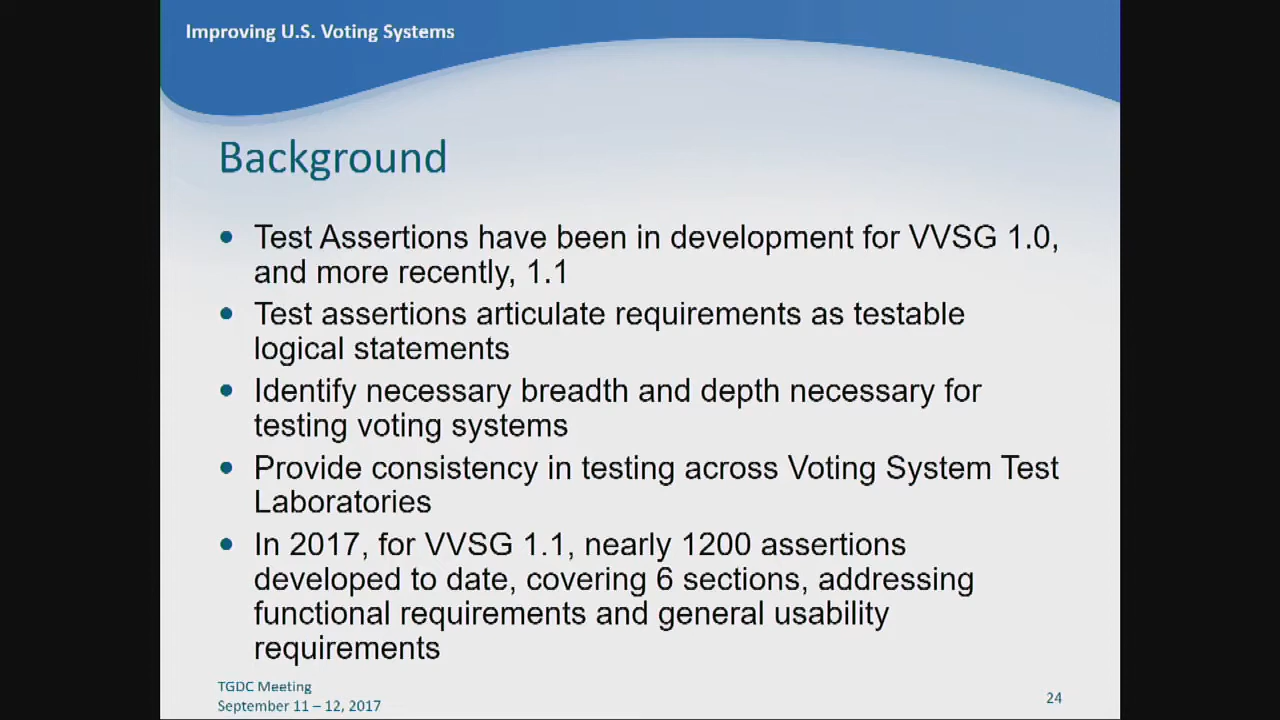 Improving U.S. Voting Systems
Background
• Test Assertions have been in development for VVSG 1.0,
and more recently, 1.1
• Test assertions articulate requirements as testable
logical statements
• Identify necessary breadth and depth necessary for
testing voting systems
• Provide consistency in testing across Voting System Test
Laboratories
• In 2017, for VVSG 1.1, nearly 1200 assertions
developed to date, covering 6 sections, addressing
functional requirements and general usability
requirements
TGDC Meeting
September 11 – 12, 2017
24